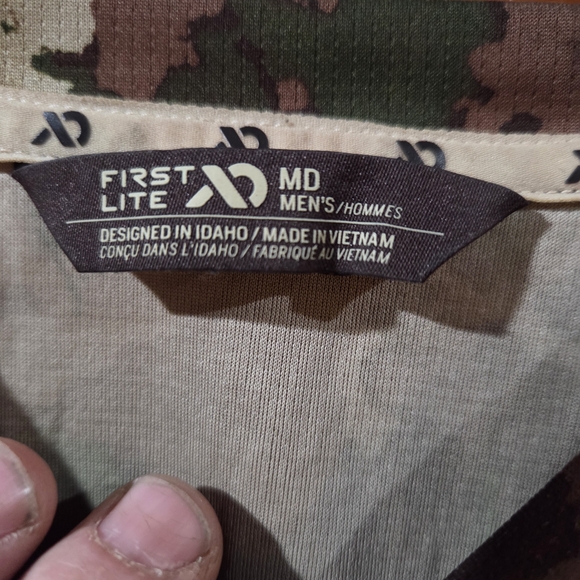 FIRST LITE
MD
MEN'S/HOMMES
DESIGNED IN IDAHO / MADE IN VIETNAM
CONÇU DANS L'IDAHO / FABRIQUÉ AU VIETNAM